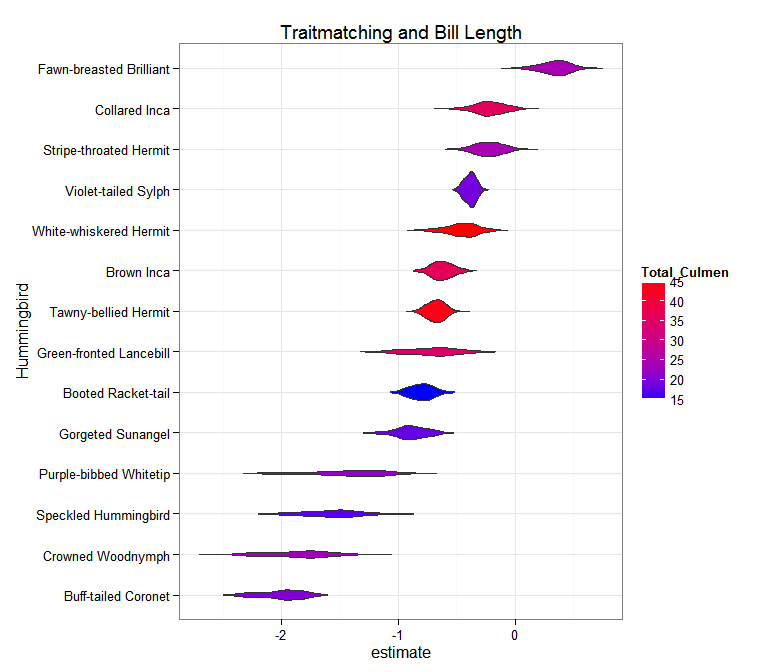 Traitmatching and Bill Length
Hummingbird
Fawn-breasted Brilliant
Collared Inca
Stripe-throated Hermit
Violet-tailed Sylph
White-whiskered Hermit
Brown Inca
Tawny-bellied Hermit
Green-fronted Lancebill
Booted Racket-tail
Gorgeted Sunangel
Purple-bibbed Whitetip
Speckled Hummingbird
Crowned Woodnymph
Buff-tailed Coronet
-2 -1 0
estimate
Total_Culmen
45
40
35
30
25
20
15